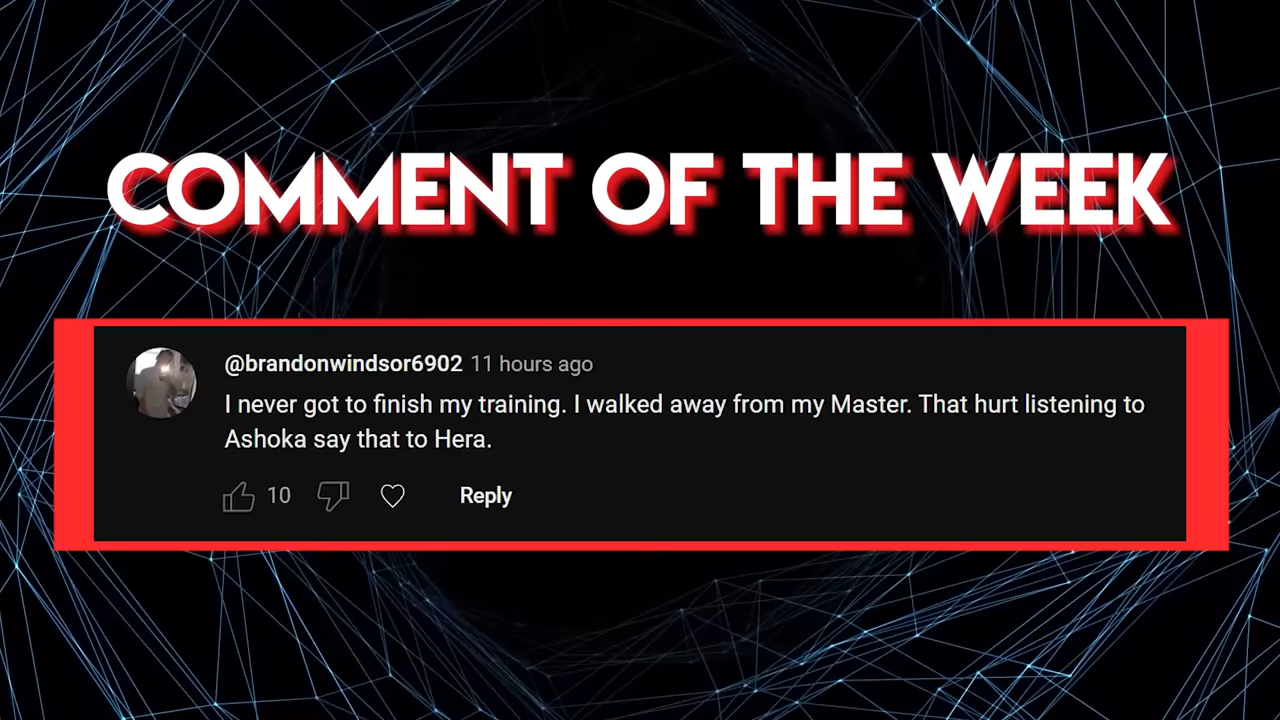 COMMENT OF THE WEEK
@brandonwindsor6902 11 hours ago
I never got to finish my training. I walked away from my Master. That hurt listening to
Ashoka say that to Hera.
10 Reply